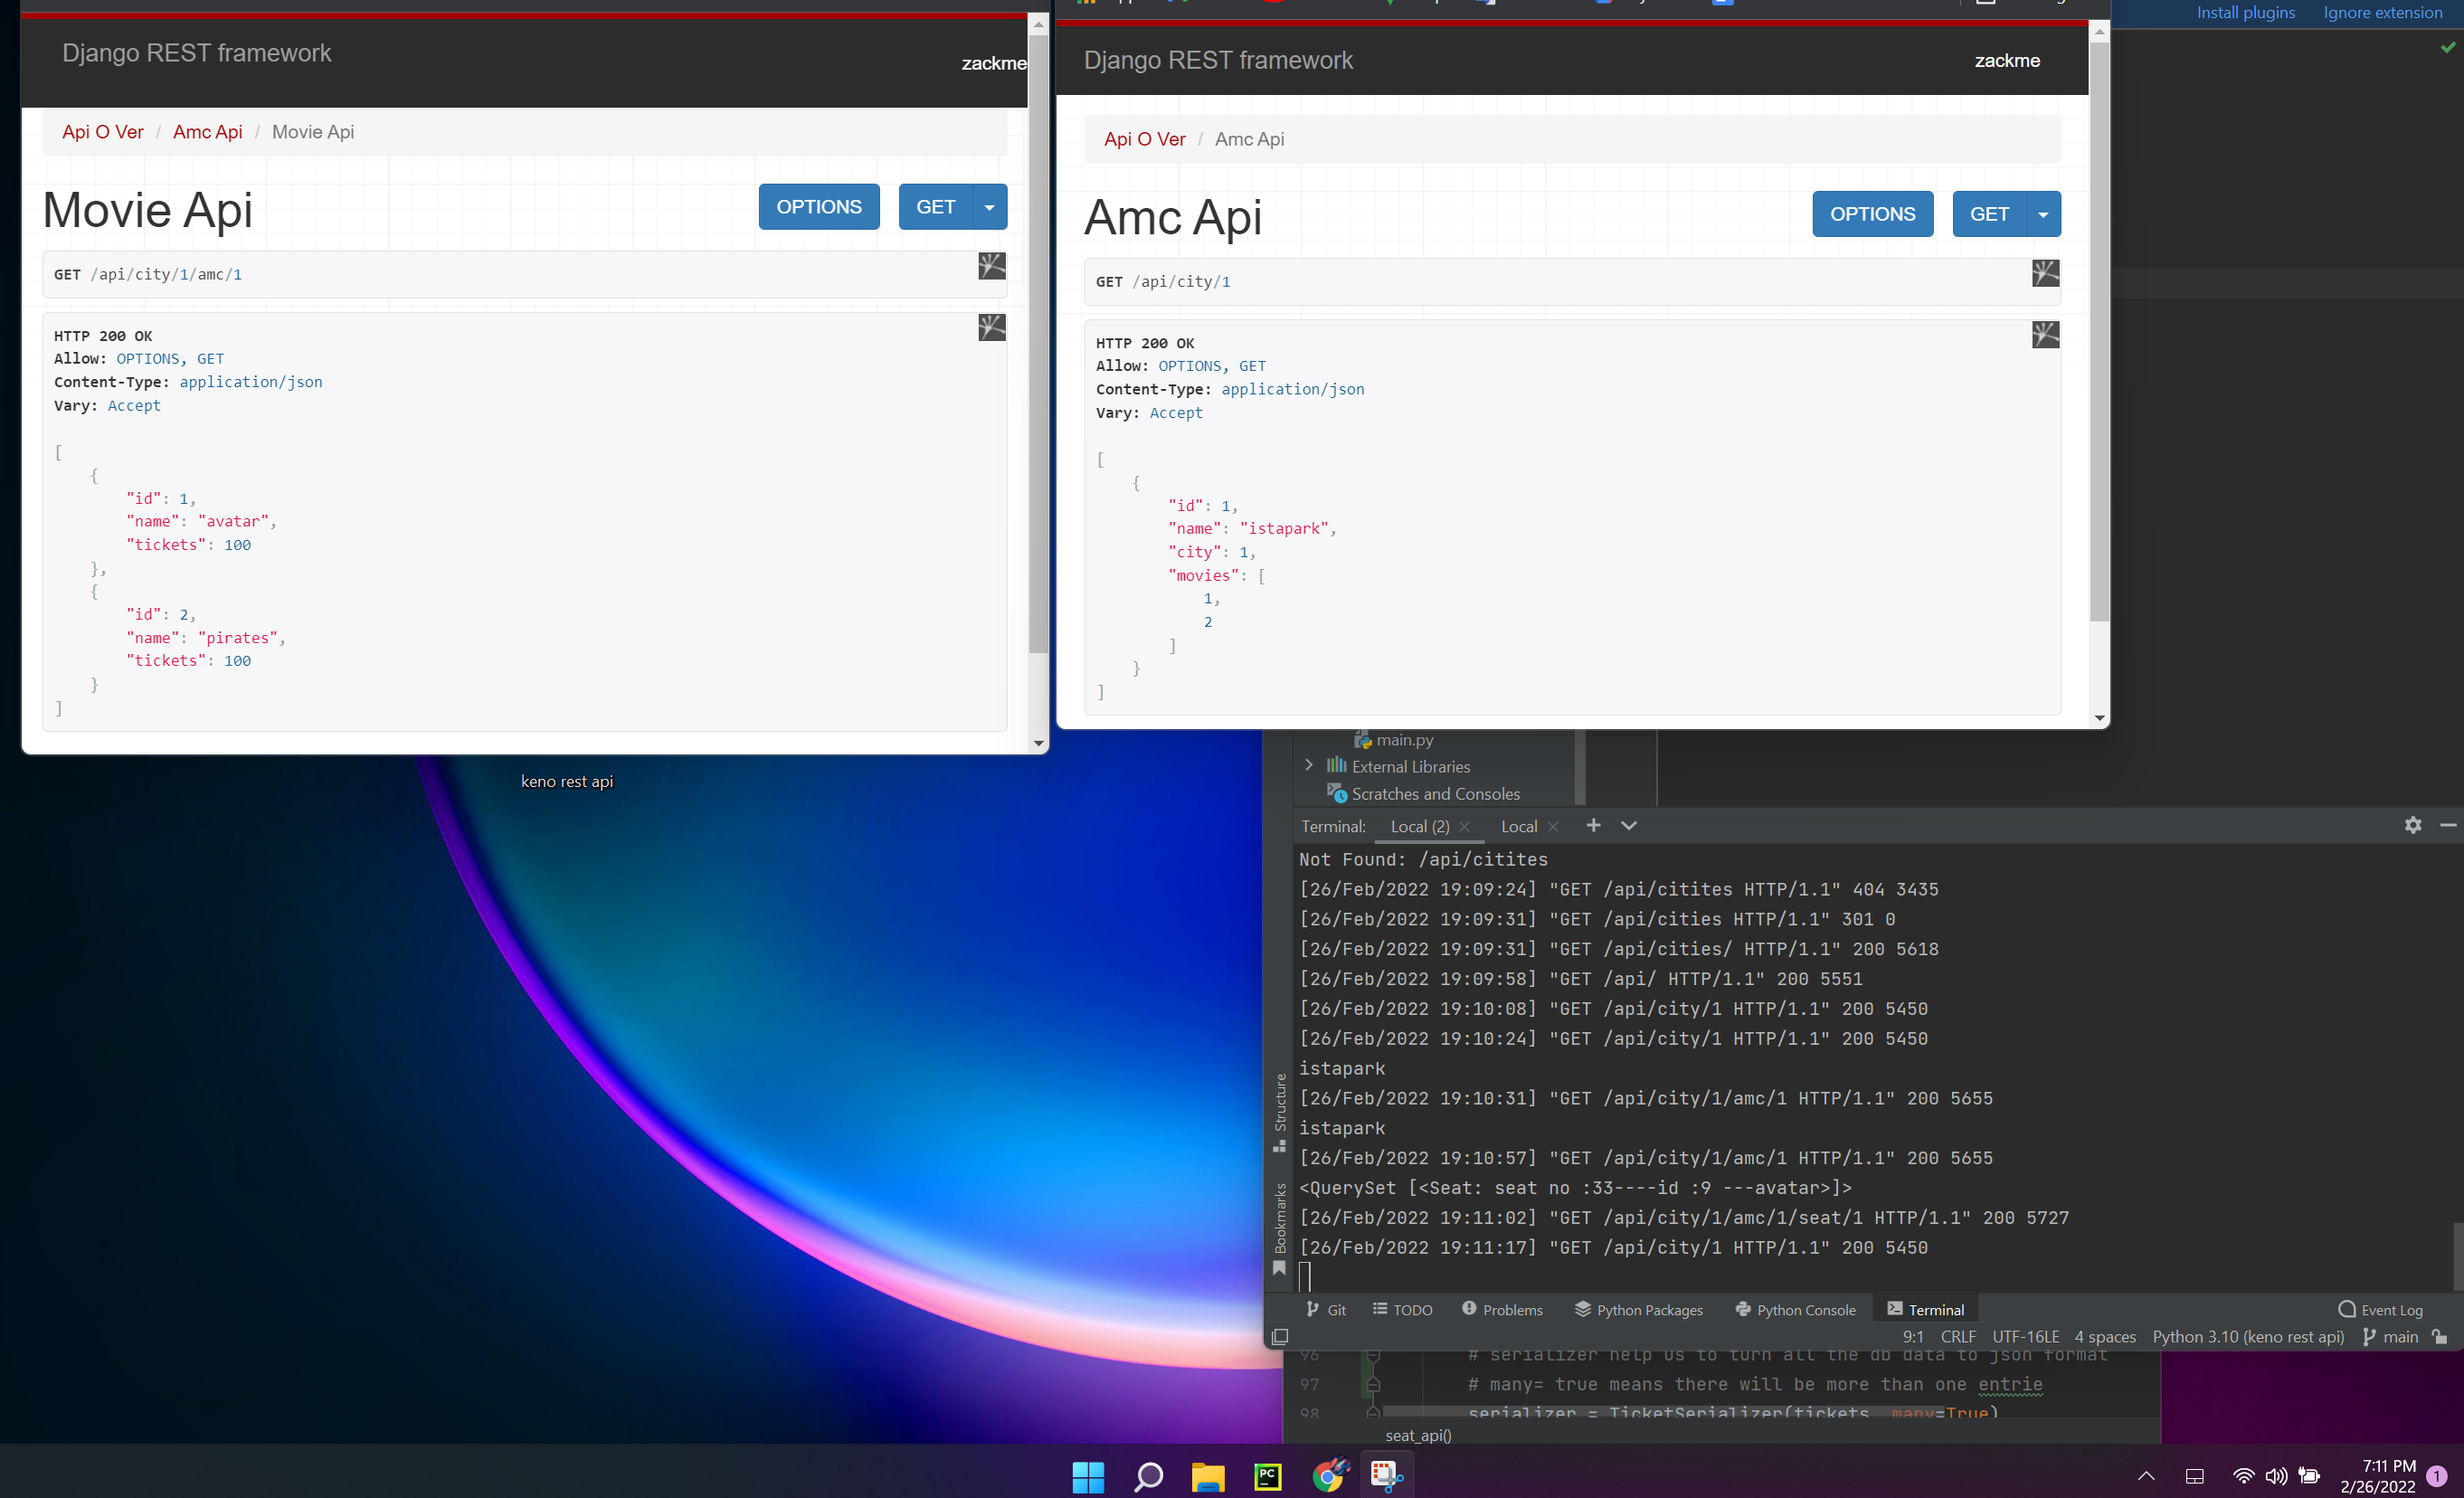 Django REST framework
zackme
Api O Ver / Amc Api / Movie Api
Movie Api
OPTIONS
GET
GET /api/city/1/amc/1
HTTP 200 OK
Allow: OPTIONS, GET
Content-Type: application/json
Vary: Accept
[
{
"id": 1,
"name": "avatar",
"tickets": 100
},
{
"id": 2,
"name": "pirates",
"tickets": 100
}
]
Django REST framework
zackme
Api O Ver / Amc Api
Amc Api
OPTIONS
GET
GET /api/city/1
HTTP 200 OK
Allow: OPTIONS, GET
Content-Type: application/json
Vary: Accept
[
{
"id": 1,
"name": "istapark",
"city": 1,
"movies": [
1,
2
]
}
]
Install plugins Ignore extension
keno rest api
main.py
External Libraries
Scratches and Consoles
Terminal: Local (2) Local
Not Found: /api/citites
[26/Feb/2022 19:09:24] "GET /api/citites HTTP/1.1" 404 3435
[26/Feb/2022 19:09:31] "GET /api/cities HTTP/1.1" 301 0
[26/Feb/2022 19:09:31] "GET /api/cities/ HTTP/1.1" 200 5618
[26/Feb/2022 19:09:58] "GET /api/ HTTP/1.1" 200 5551
[26/Feb/2022 19:10:08] "GET /api/city/1 HTTP/1.1" 200 5450
[26/Feb/2022 19:10:24] "GET /api/city/1 HTTP/1.1" 200 5450
istapark
[26/Feb/2022 19:10:31] "GET /api/city/1/amc/1 HTTP/1.1" 200 5655
istapark
[26/Feb/2022 19:10:57] "GET /api/city/1/amc/1 HTTP/1.1" 200 5655
<QuerySet [<Seat: seat no :33----id :9 ---avatar>]>
[26/Feb/2022 19:11:02] "GET /api/city/1/amc/1/seat/1 HTTP/1.1" 200 5727
[26/Feb/2022 19:11:17] "GET /api/city/1 HTTP/1.1" 200 5450
Structure
Bookmarks
Git TODO Problems Python Packages Python Console Terminal Event Log
9:1 CRLF UTF-16LE 4 spaces Python 3.10 (keno rest api) main
96 # serializer help us to turn all the db data to json format
97 # many= true means there will be more than one entrie
98 serializer = TicketSerializer(tickets, many=True)
seat_api()
PC
7:11 PM
2/26/2022
1